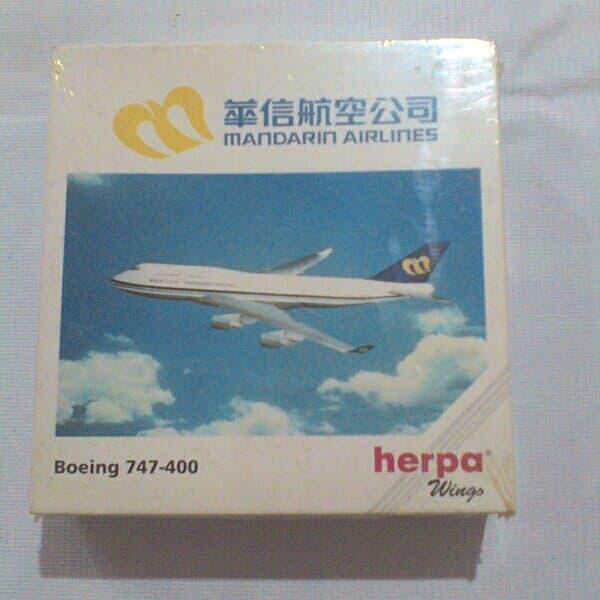 華信航空公司
MANDARIN AIRLINES
Boeing 747-400
herpa®
Wings